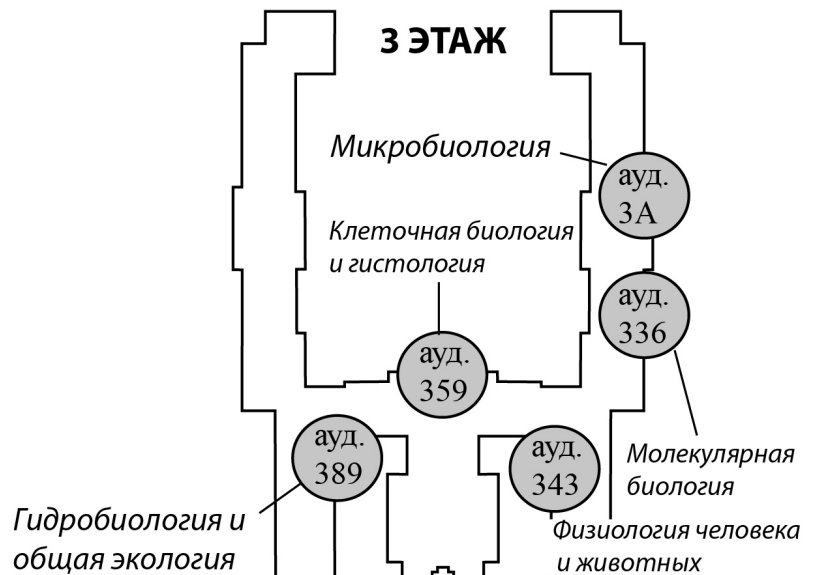 3 ЭТАЖ
Микробиология
ауд.
3А
Клеточная биология
и гистология
ауд.
336
ауд.
359
ауд.
389
ауд.
343
Молекулярная
биология
Гидробиология и
общая экология
Физиология человека
и животных